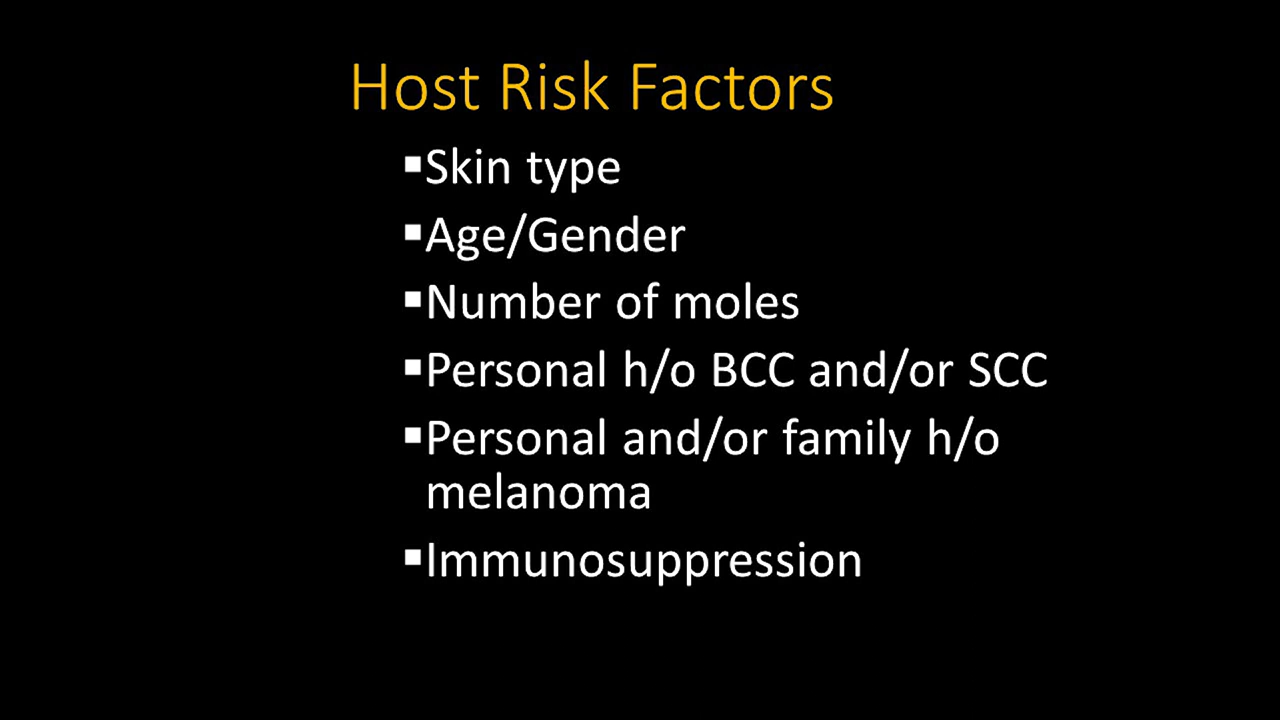 Host Risk Factors
▪Skin type
▪Age/Gender
▪Number of moles
▪Personal h/o BCC and/or SCC
▪Personal and/or family h/o
melanoma
▪Immunosuppression